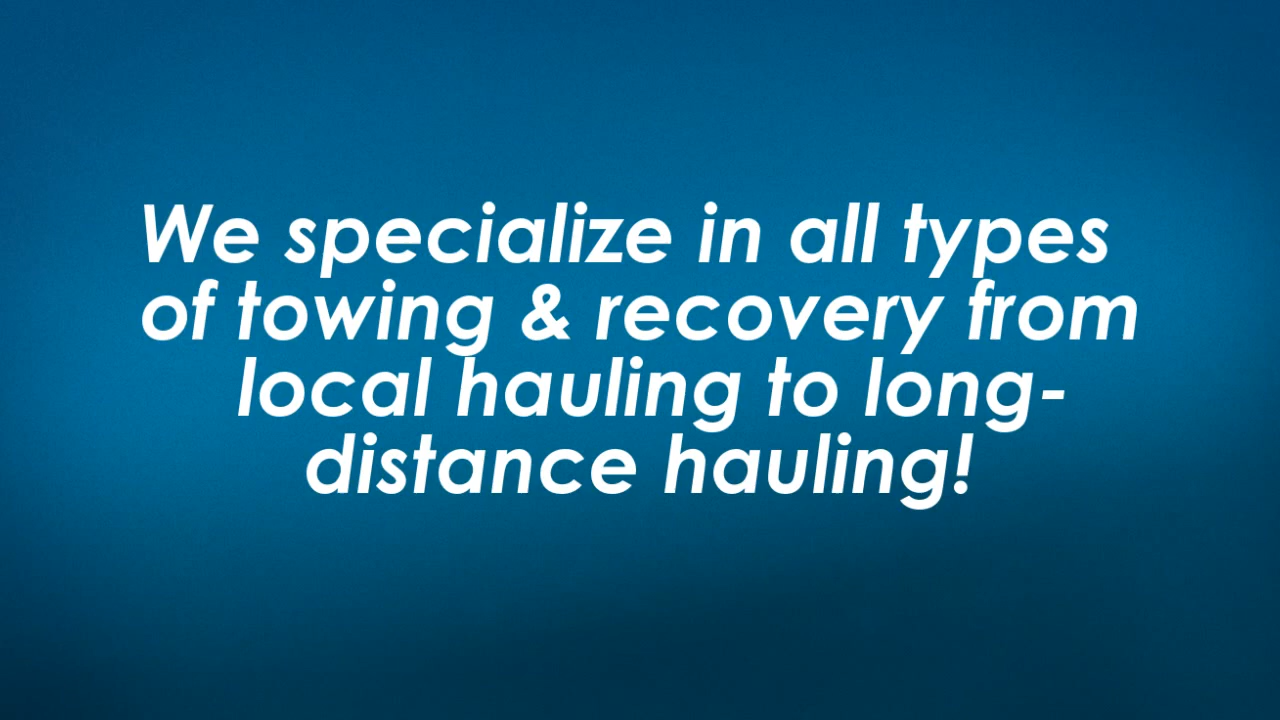 We specialize in all types
of towing & recovery from
local hauling to long-
distance hauling!